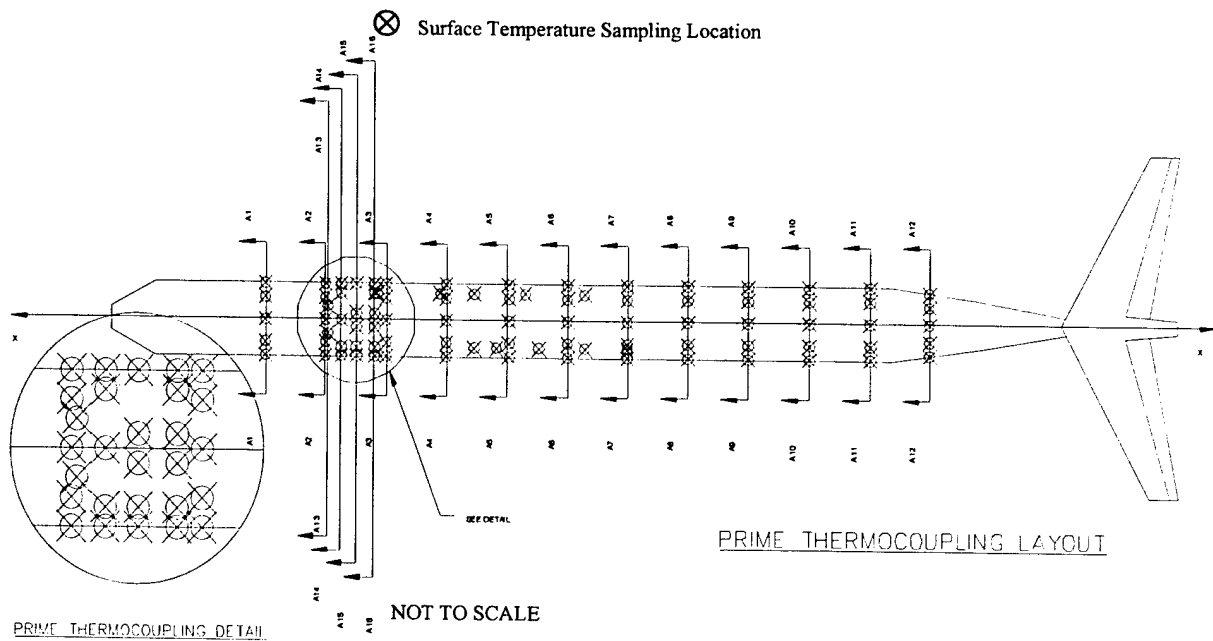 Surface Temperature Sampling Location
A15
A16
A14
A13
A1
A2
A3
A4
A5
A6
A7
A8
A9
A10
A11
A12
X
X
A1
A2
A3
A4
A5
A6
A7
A8
A9
A10
A11
A12
SEE DETAIL
A13
PRIME THERMOCOUPLING LAYOUT
A14
A15
A16
NOT TO SCALE
PRIME THERMOCOUPLING DETAIL